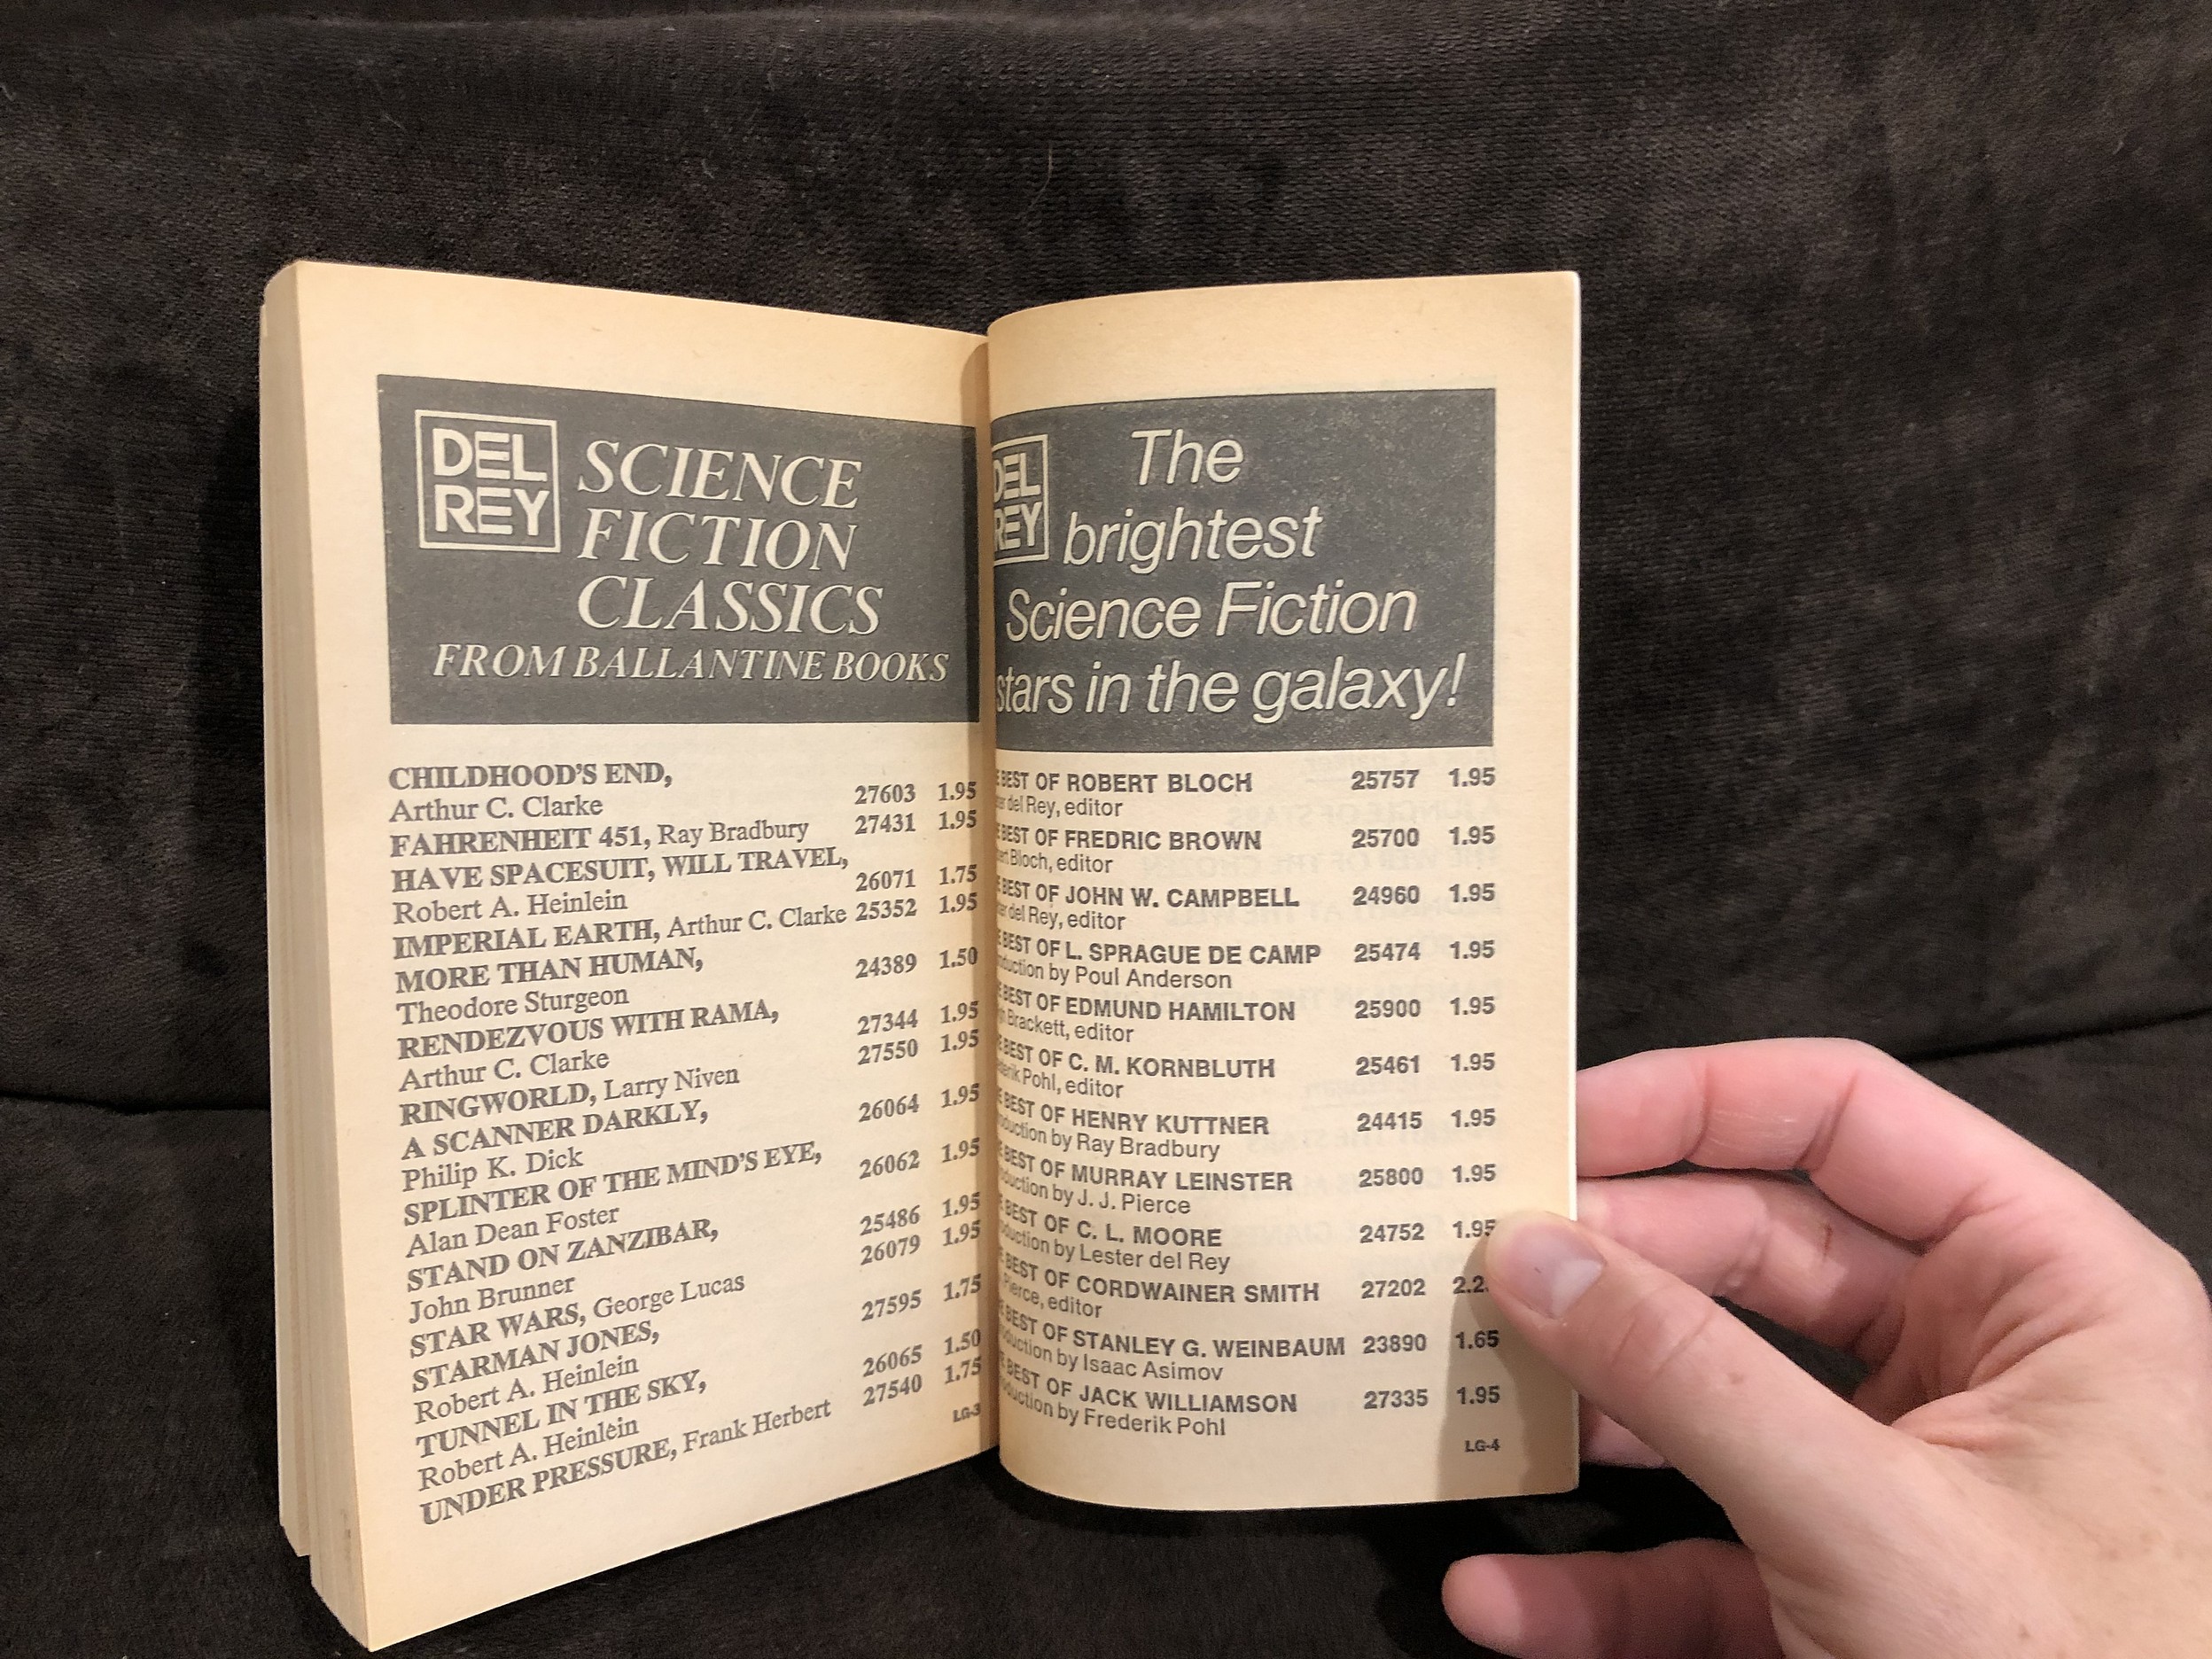 DEL
REY
SCIENCE
FICTION
CLASSICS
FROM BALLANTINE BOOKS
CHILDHOOD'S END,
Arthur C. Clarke 27603 1.95
FAHRENHEIT 451, Ray Bradbury 27431 1.95
HAVE SPACESUIT, WILL TRAVEL,
Robert A. Heinlein 26071 1.75
IMPERIAL EARTH, Arthur C. Clarke 25352 1.95
MORE THAN HUMAN,
Theodore Sturgeon 24389 1.50
RENDEZVOUS WITH RAMA,
Arthur C. Clarke 27344 1.95
RINGWORLD, Larry Niven 27550 1.95
A SCANNER DARKLY,
Philip K. Dick 26064 1.95
SPLINTER OF THE MIND'S EYE,
Alan Dean Foster 26062 1.95
STAND ON ZANZIBAR,
John Brunner 25486 1.95
STAR WARS, George Lucas 26079 1.95
STARMAN JONES,
Robert A. Heinlein 27595 1.75
TUNNEL IN THE SKY,
Robert A. Heinlein 26065 1.50
UNDER PRESSURE, Frank Herbert 27540 1.75
LG-3
DEL
REY
The
brightest
Science Fiction
stars in the galaxy!
BEST OF ROBERT BLOCH 25757 1.95
del Rey, editor
BEST OF FREDRIC BROWN 25700 1.95
Bloch, editor
BEST OF JOHN W. CAMPBELL 24960 1.95
del Rey, editor
BEST OF L. SPRAGUE DE CAMP 25474 1.95
by Poul Anderson
BEST OF EDMUND HAMILTON 25900 1.95
Brackett, editor
BEST OF C. M. KORNBLUTH 25461 1.95
Pohl, editor
BEST OF HENRY KUTTNER 24415 1.95
by Ray Bradbury
BEST OF MURRAY LEINSTER 25800 1.95
by J. J. Pierce
BEST OF C. L. MOORE 24752 1.95
by Lester del Rey
BEST OF CORDWAINER SMITH 27202
Pierce, editor
BEST OF STANLEY G. WEINBAUM 23890 1.65
by Isaac Asimov
BEST OF JACK WILLIAMSON 27335 1.95
by Frederik Pohl
LG-4